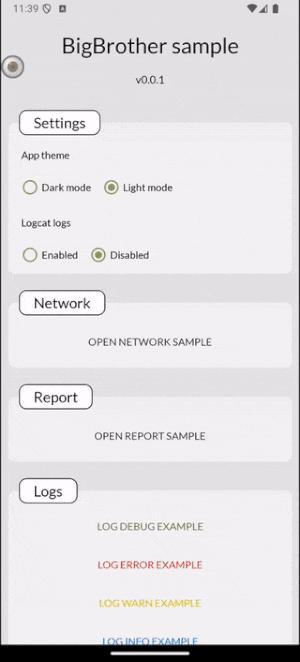 11:39
BigBrother sample
v0.0.1
Settings
App theme
Dark mode Light mode
Logcat logs
Enabled Disabled
Network
OPEN NETWORK SAMPLE
Report
OPEN REPORT SAMPLE
Logs
LOG DEBUG EXAMPLE
LOG ERROR EXAMPLE
LOG WARN EXAMPLE
LOG INFO EXAMPLE